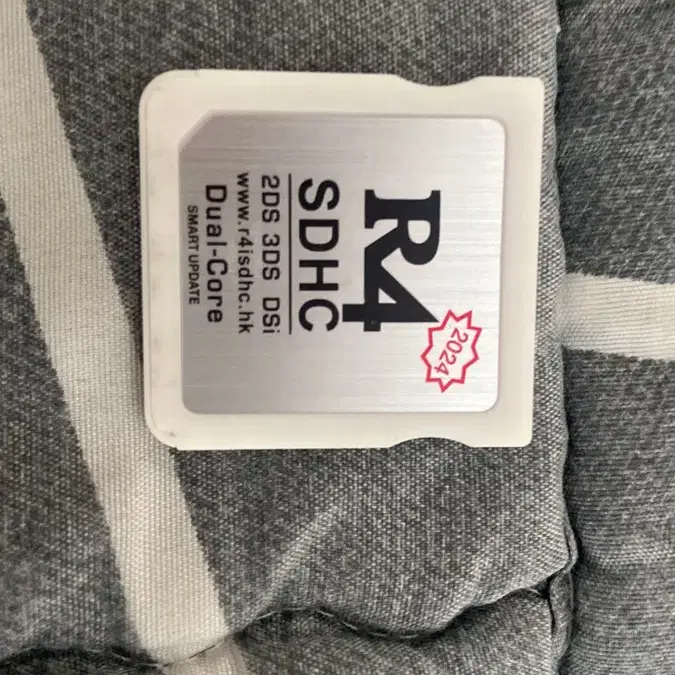 R4
2024
SDHC
2DS 3DS DSi
www.r4isdhc.hk
Dual-Core
SMART UPDATE